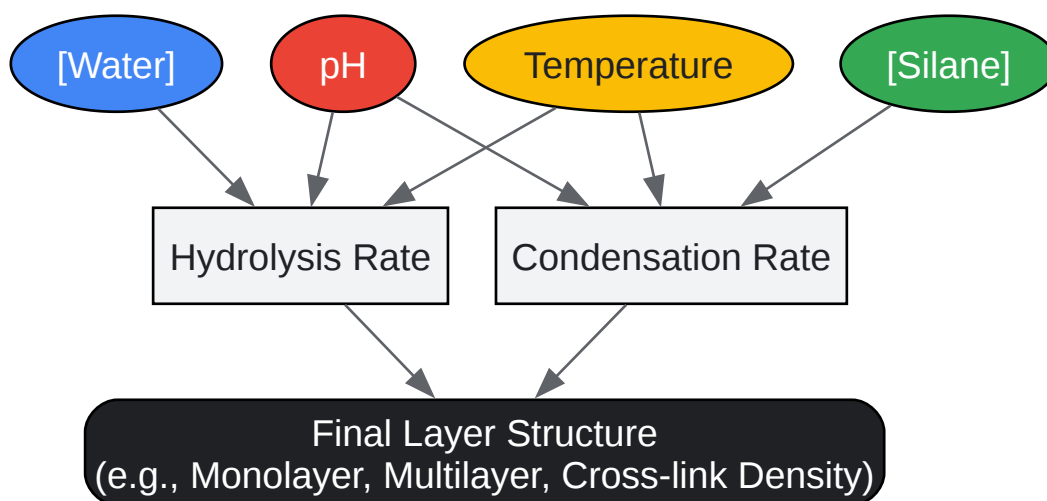 [Water]
pH
Temperature
[Silane]
Hydrolysis Rate
Condensation Rate
Final Layer Structure
(e.g., Monolayer, Multilayer, Cross-link Density)